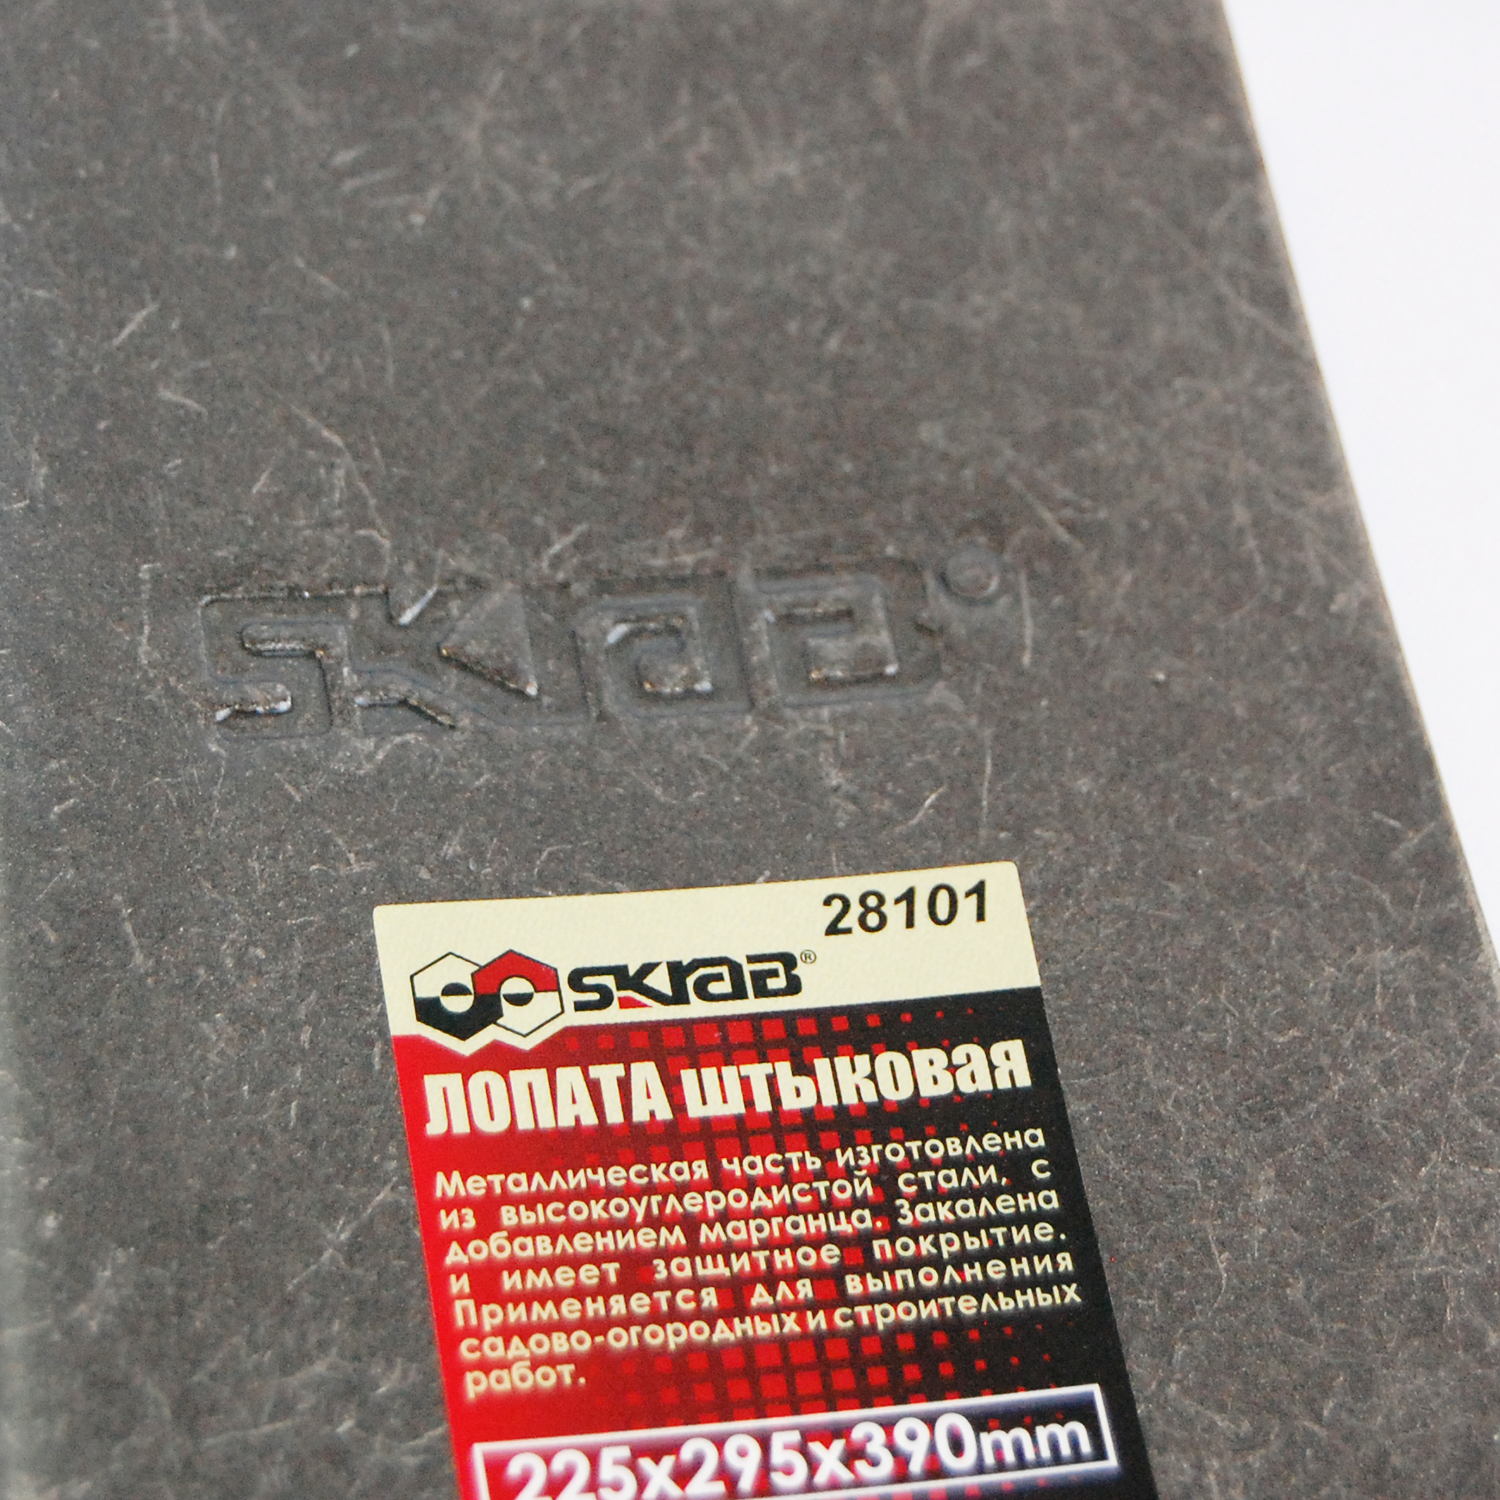 SKRAB
28101
SKRAB®
ЛОПАТА штыковая
Металлическая часть изготовлена
из высокоуглеродистой стали, с
добавлением марганца. Закалена
и имеет защитное покрытие.
Применяется для выполнения
садово-огородных и строительных
работ.
225x295x390mm